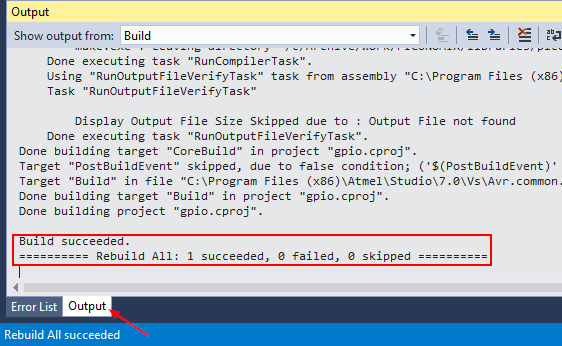 Output
Show output from: Build
make.exe : Leaving directory
Done executing task "RunCompilerTask".
Using "RunOutputFileVerifyTask" task from assembly "C:\Program Files (x86)
Task "RunOutputFileVerifyTask"
Display Output File Size Skipped due to : Output File not found
Done executing task "RunOutputFileVerifyTask".
Done building target "CoreBuild" in project "gpio.cproj".
Target "PostBuildEvent" skipped, due to false condition; ('$(PostBuildEvent)'
Target "Build" in file "C:\Program Files (x86)\Atmel\Studio\7.0\Vs\Avr.common.
Done building target "Build" in project "gpio.cproj".
Done building project "gpio.cproj".
Build succeeded.
========== Rebuild All: 1 succeeded, 0 failed, 0 skipped ==========
Error List Output
Rebuild All succeeded